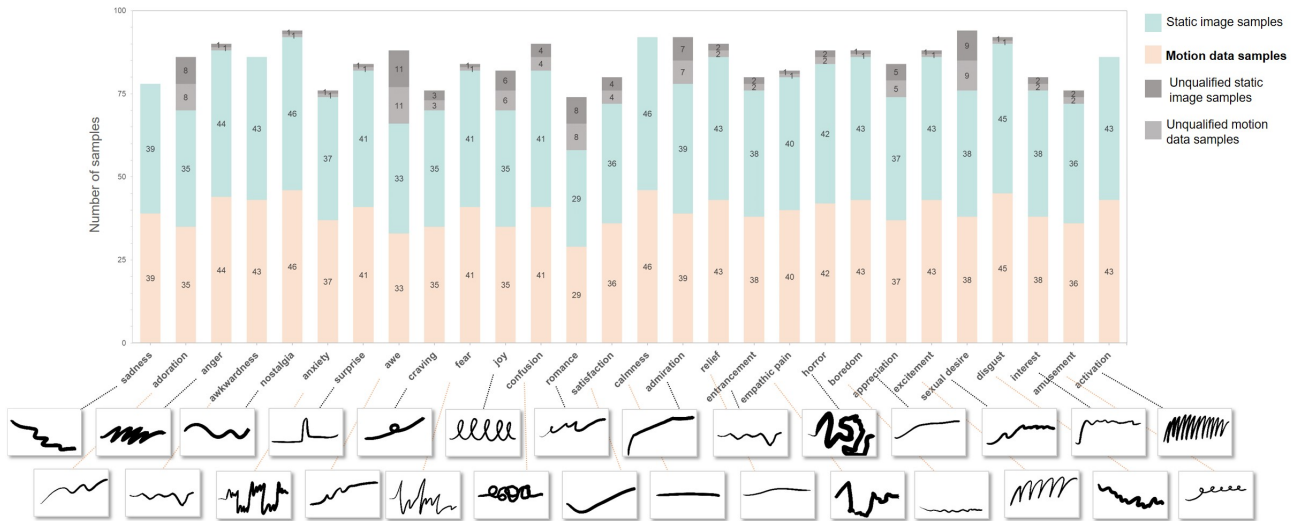 100
75
50
25
0
Number of samples
Static image samples
Motion data samples
Unqualified static
image samples
Unqualified motion
data samples
39 39
35 35 8 8
44 44 1 1
43 43
46 46 1 1
37 37 1 1
41 41 1 1
33 33 11 11
35 35 3 3
41 41 1 1
35 35 6 6
41 41 4 4
29 29 8 8
36 36 4 4
46 46
39 39 7 7
43 43 2 2
38 38 2 2
40 40 1 1
42 42 2 2
43 43 1 1
37 37 5 5
43 43 1 1
38 38 9 9
45 45 1 1
38 38 2 2
36 36 2 2
43 43
sadness
adoration
anger
awkwardness
nostalgia
anxiety
surprise
awe
craving
fear
joy
confusion
romance
satisfaction
calmness
admiration
relief
entrancement
empathic pain
horror
boredom
appreciation
excitement
sexual desire
disgust
interest
amusement
activation